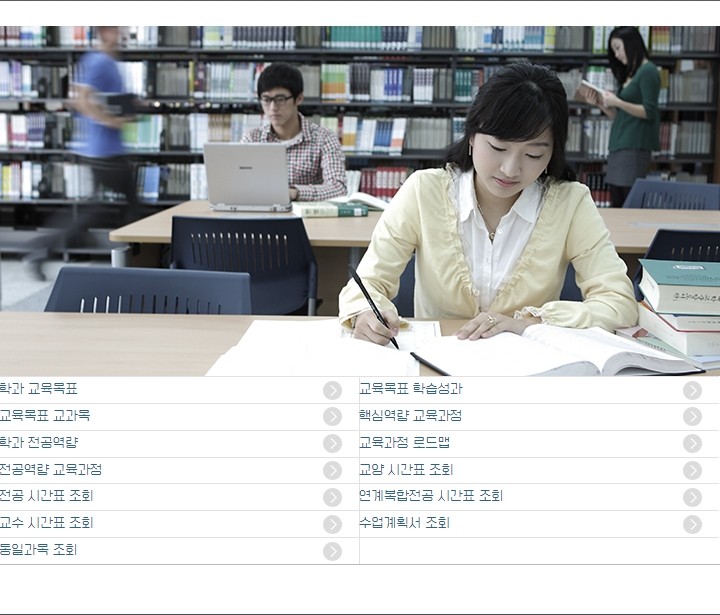 학과 교육목표
교육목표 학습성과
교육목표 교과목
핵심역량 교육과정
학과 전공역량
교육과정 로드맵
전공역량 교육과정
교양 시간표 조회
전공 시간표 조회
연계복합전공 시간표 조회
교수 시간표 조회
수업계획서 조회
동일과목 조회